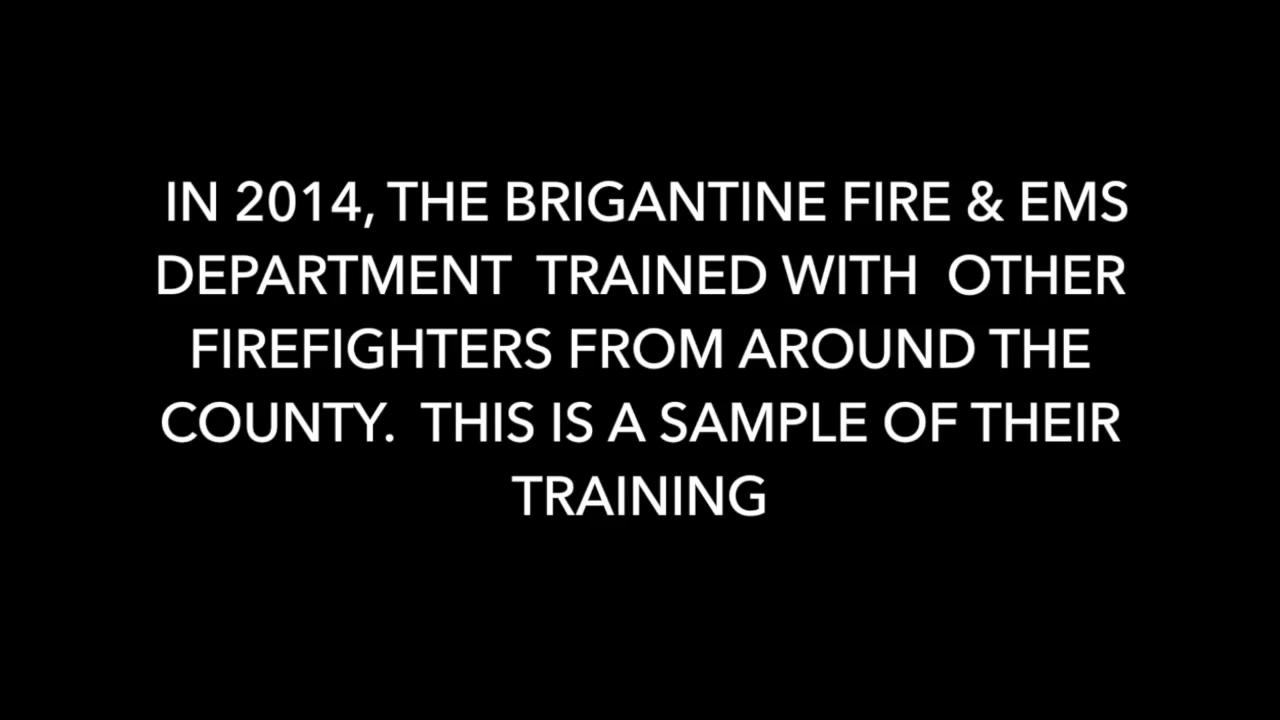 IN 2014, THE BRIGANTINE FIRE & EMS
DEPARTMENT  TRAINED WITH  OTHER
FIREFIGHTERS FROM AROUND THE
COUNTY.  THIS IS A SAMPLE OF THEIR
TRAINING